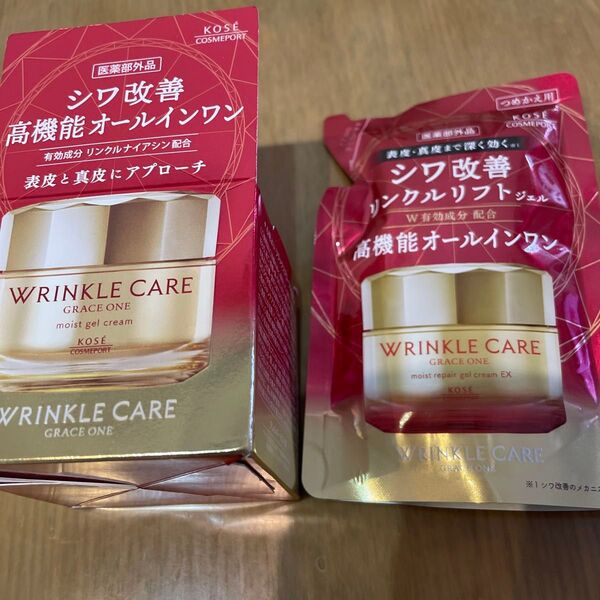 KOSÉ
COSMEPORT
医薬部外品
シワ改善
高機能オールインワン
有効成分 リンクルナイアシン 配合
表皮と真皮にアプローチ
WRINKLE CARE
GRACE ONE
moist gel cream
KOSÉ
COSMEPORT
WRINKLE CARE
GRACE ONE
つめかえ用
KOSÉ
COSMEPORT
医薬部外品
表皮・真皮まで深く効く※1
シワ改善
リンクルリフト ジェル
W有効成分 配合
高機能オールインワン
WRINKLE CARE
GRACE ONE
moist repair gel cream EX
KOSÉ
WRINKLE CARE
GRACE ONE
※1 シワ改善のメカニズ